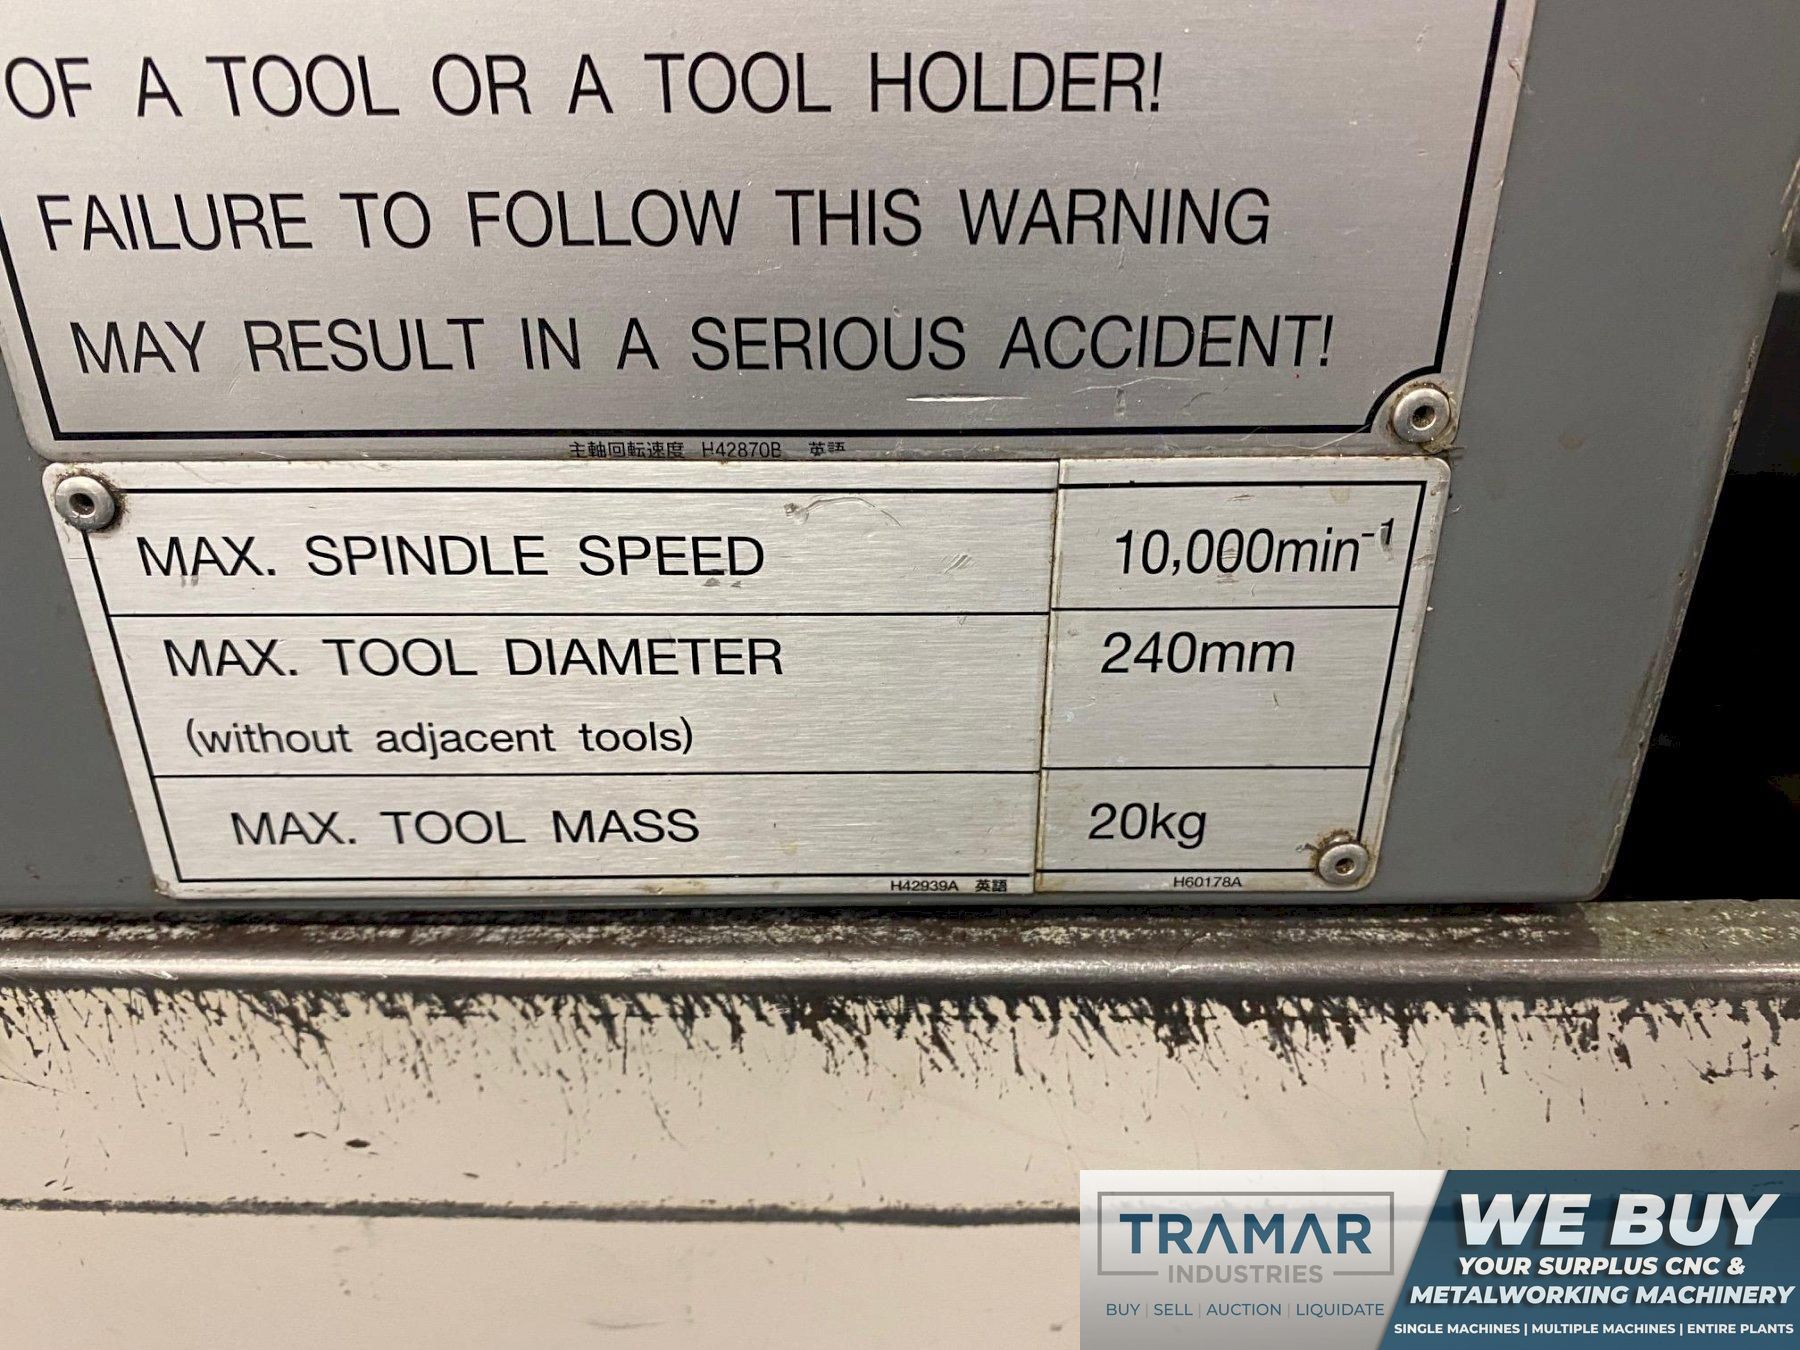 OF A TOOL OR A TOOL HOLDER!
FAILURE TO FOLLOW THIS WARNING
MAY RESULT IN A SERIOUS ACCIDENT!
主軸回転速度 H42870B 英語
MAX. SPINDLE SPEED 10,000min⁻¹
MAX. TOOL DIAMETER 240mm
(without adjacent tools)
MAX. TOOL MASS 20kg
H42939A 英語 H60178A
TRAMAR
INDUSTRIES
BUY | SELL | AUCTION | LIQUIDATE
WE BUY
YOUR SURPLUS CNC &
METALWORKING MACHINERY
SINGLE MACHINES | MULTIPLE MACHINES | ENTIRE PLANTS